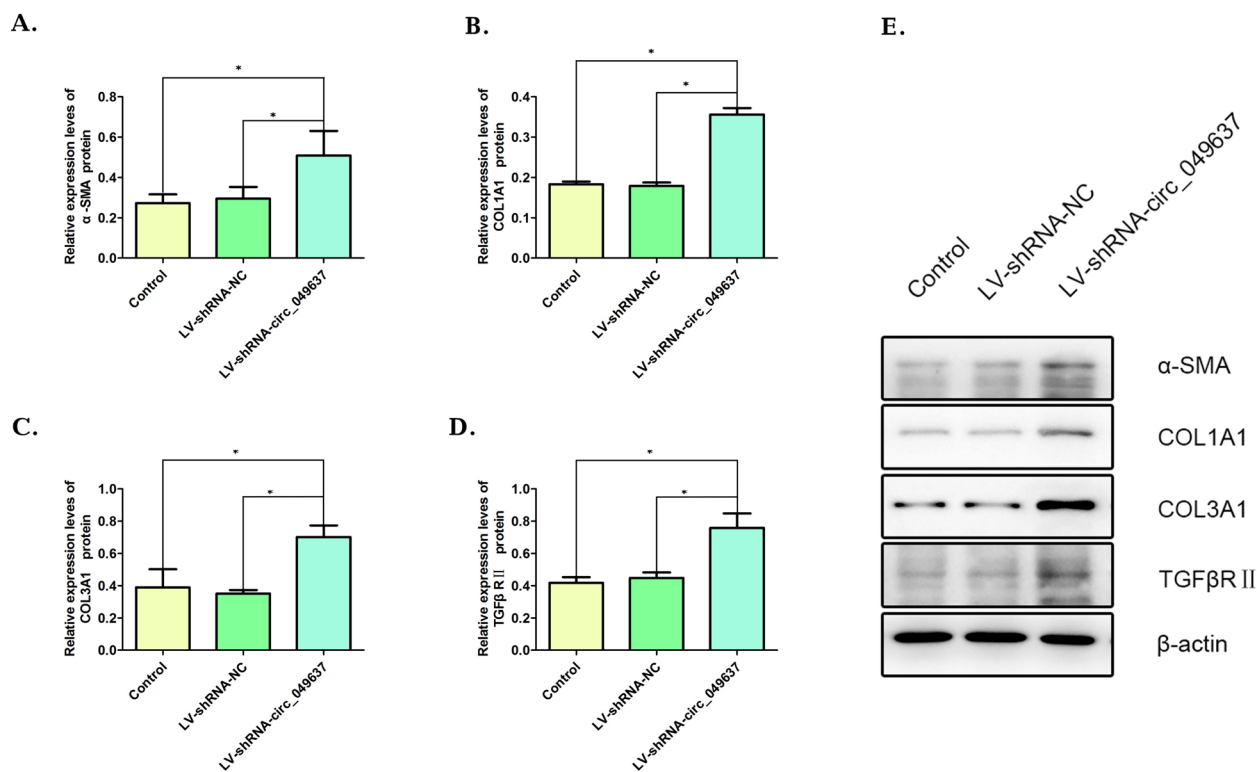 A.
Relative expression leves of
α-SMA protein
0.8
0.6
0.4
0.2
0.0
*
*
Control
LV-shRNA-NC
LV-shRNA-circ_049637
B.
Relative expression leves of
COL1A1 protein
0.4
0.3
0.2
0.1
0.0
*
*
Control
LV-shRNA-NC
LV-shRNA-circ_049637
C.
Relative expression leves of
COL3A1 protein
1.0
0.8
0.6
0.4
0.2
0.0
*
*
Control
LV-shRNA-NC
LV-shRNA-circ_049637
D.
Relative expression leves of
TGFβ RⅡ protein
1.0
0.8
0.6
0.4
0.2
0.0
*
*
Control
LV-shRNA-NC
LV-shRNA-circ_049637
E.
Control
LV-shRNA-NC
LV-shRNA-circ_049637
α-SMA
COL1A1
COL3A1
TGFβRⅡ
β-actin